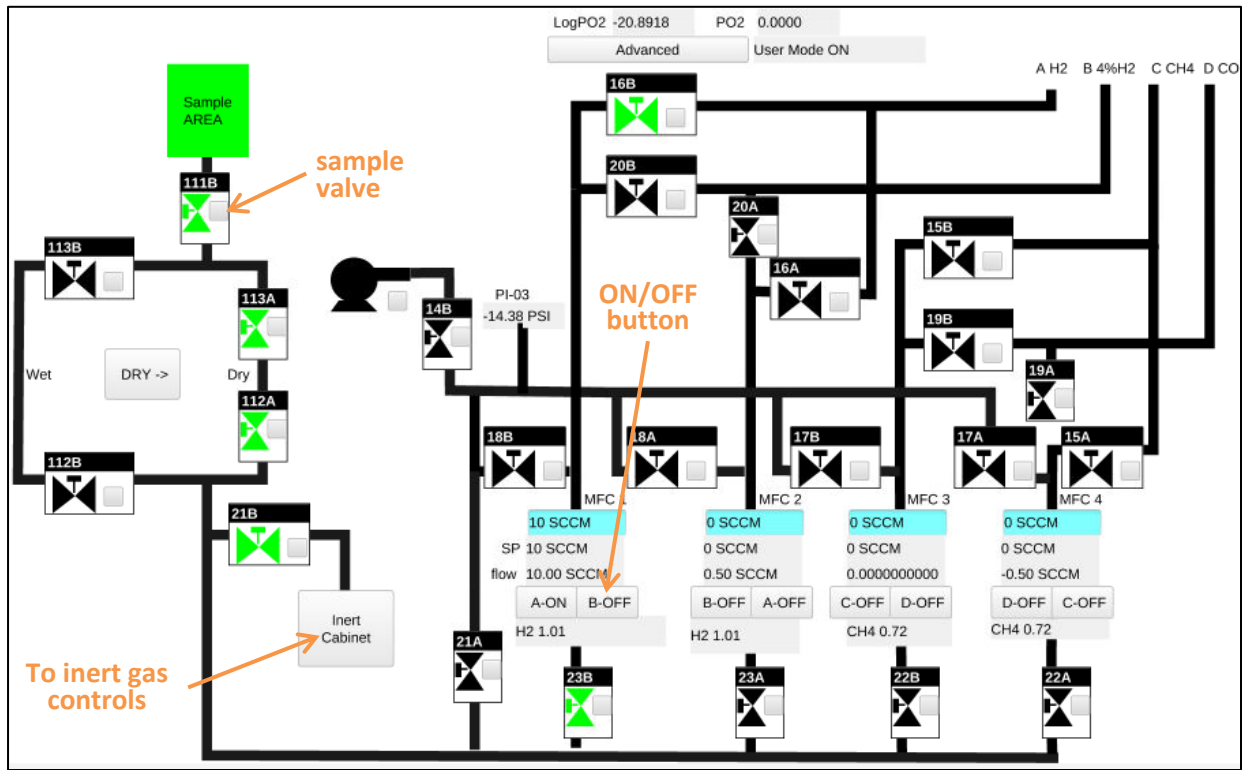 LogPO2 -20.8918 PO2 0.0000
Advanced User Mode ON
A H2 B 4%H2 C CH4 D CO
16B
Sample
AREA
sample
valve
20B
111B
20A
15B
113B
16A
113A
PI-03
-14.38 PSI
14B
ON/OFF
button
19B
Wet
DRY ->
Dry
19A
112A
112B
18B
18A
17B
17A
15A
MFC 1
MFC 2
MFC 3
MFC 4
21B
10 SCCM
0 SCCM
0 SCCM
0 SCCM
SP 10 SCCM
0 SCCM
0 SCCM
0 SCCM
flow 10.00 SCCM
0.50 SCCM
0.0000000000
-0.50 SCCM
A-ON B-OFF
B-OFF A-OFF
C-OFF D-OFF
D-OFF C-OFF
Inert
Cabinet
H2 1.01
H2 1.01
CH4 0.72
CH4 0.72
21A
To inert gas
controls
23B
23A
22B
22A